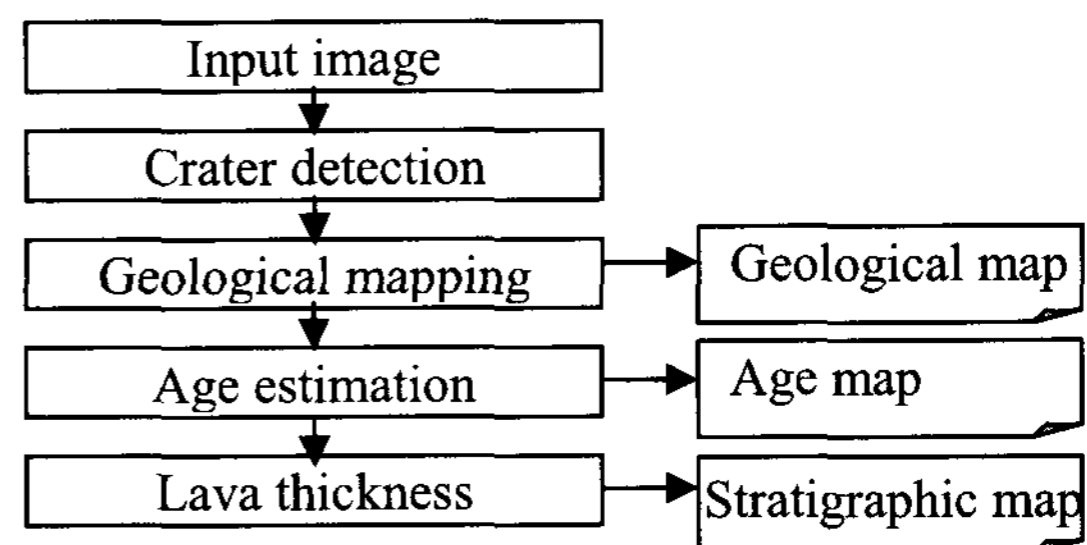 Input image
Crater detection
Geological mapping
Geological map
Age estimation
Age map
Lava thickness
Stratigraphic map